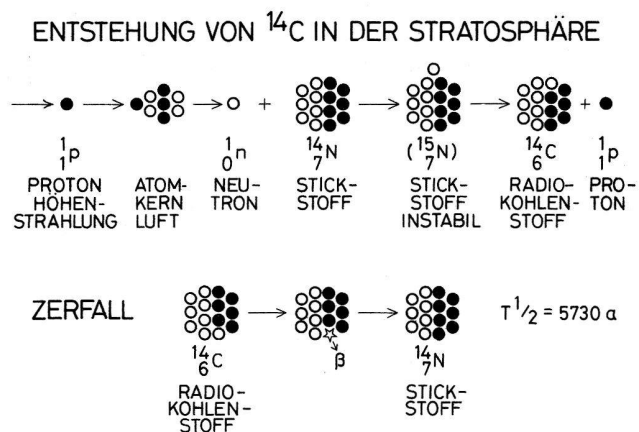 ENTSTEHUNG VON ¹⁴C IN DER STRATOSPHÄRE
¹₁p ¹₀n + ¹⁴₇N (¹⁵₇N) ¹⁴₆C + ¹₁p
PROTON ATOM- NEU- STICK- STICK- RADIO- PRO-
HÖHEN- KERN TRON STOFF STOFF KOHLEN- TON
STRAHLUNG LUFT INSTABIL STOFF
ZERFALL T 1/2 = 5730 a
¹⁴₆C β ¹⁴₇N
RADIO- STICK-
KOHLEN- STOFF
STOFF